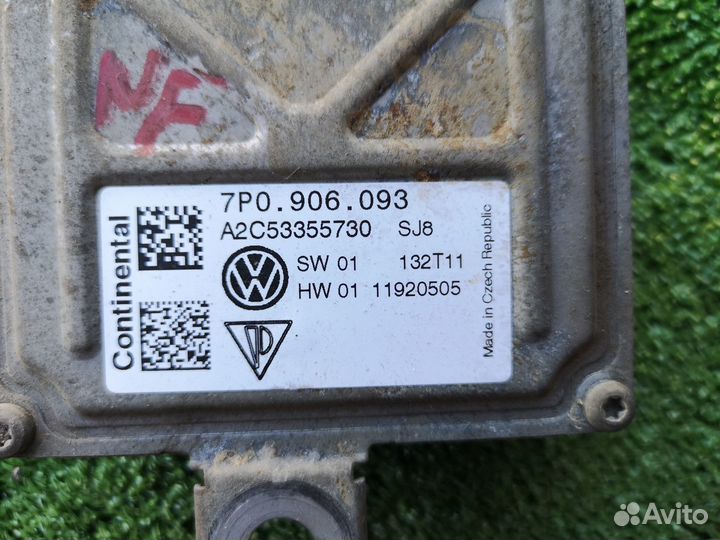 NF
Continental
7P0.906.093
A2C53355730 SJ8
SW 01 132T11
HW 01 11920505
Made in Czech Republic
Avito